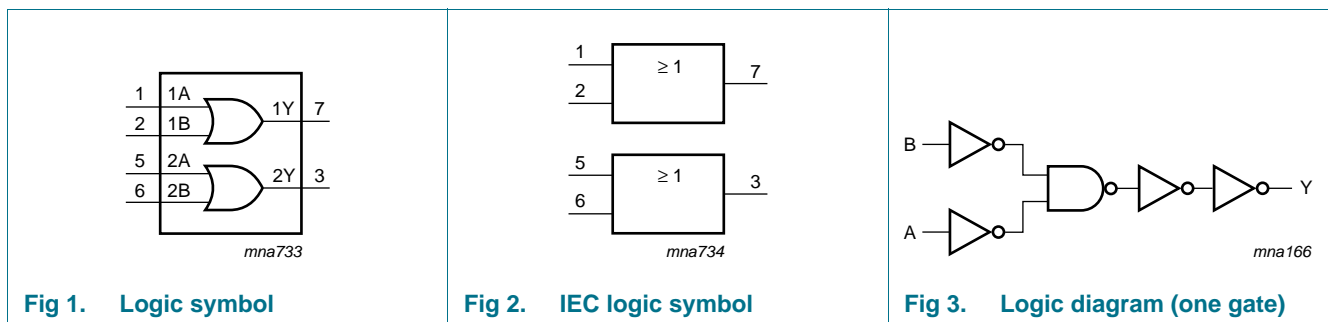 1 1A
2 1B
1Y 7
5 2A
6 2B
2Y 3
mna733
Fig 1. Logic symbol
1
2
≥ 1
7
5
6
≥ 1
3
mna734
Fig 2. IEC logic symbol
B
A
Y
mna166
Fig 3. Logic diagram (one gate)